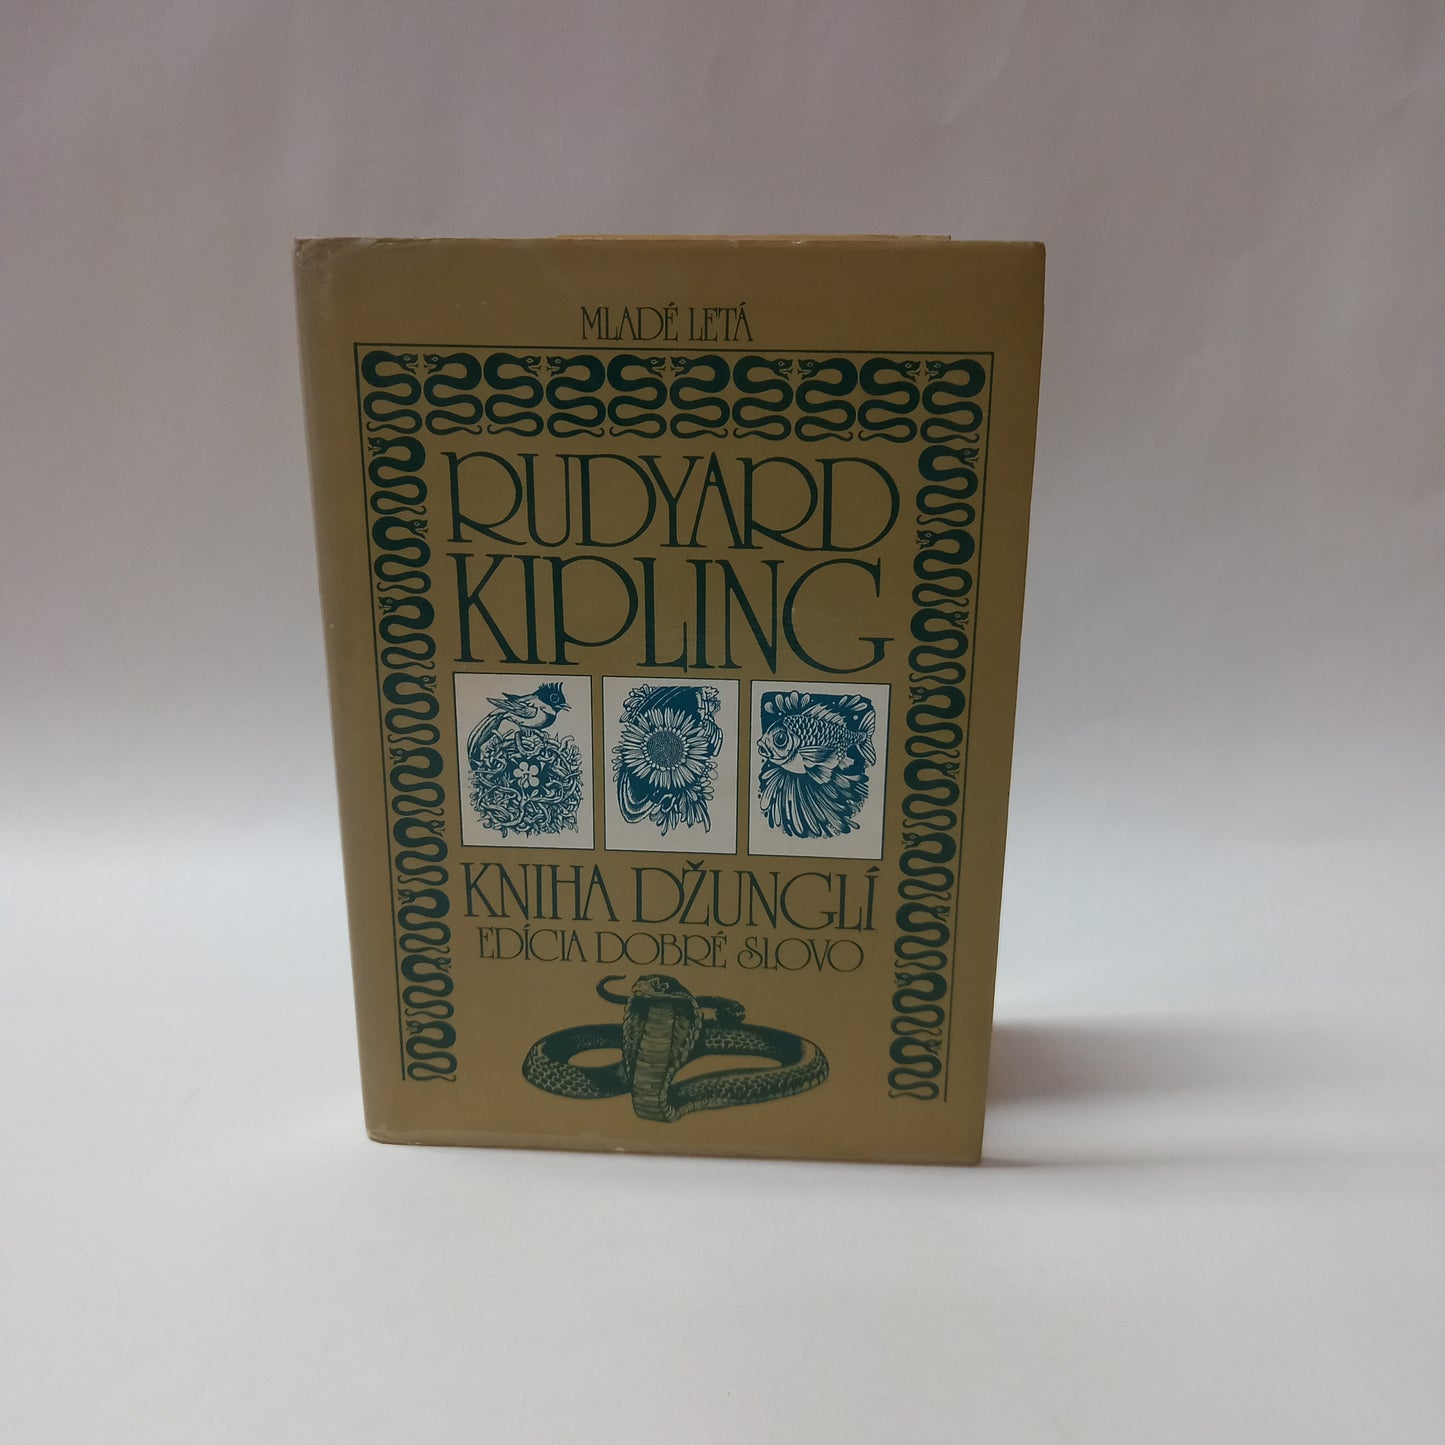 MLADÉ LETÁ
RUDYARD
KIPLING
KNIHA DŽUNGLÍ
EDÍCIA DOBRÉ SLOVO